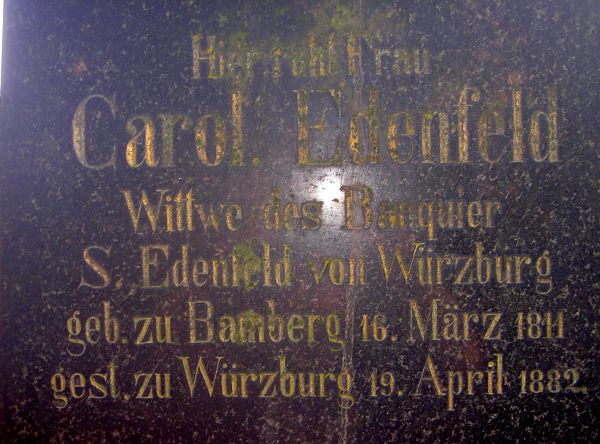 Hier ruht Frau
Carol. Edenfeld
Wittwe des Banquier
S. Edenfeld von Würzburg
geb. zu Bamberg 16. März 1811
gest. zu Würzburg 19. April 1882.